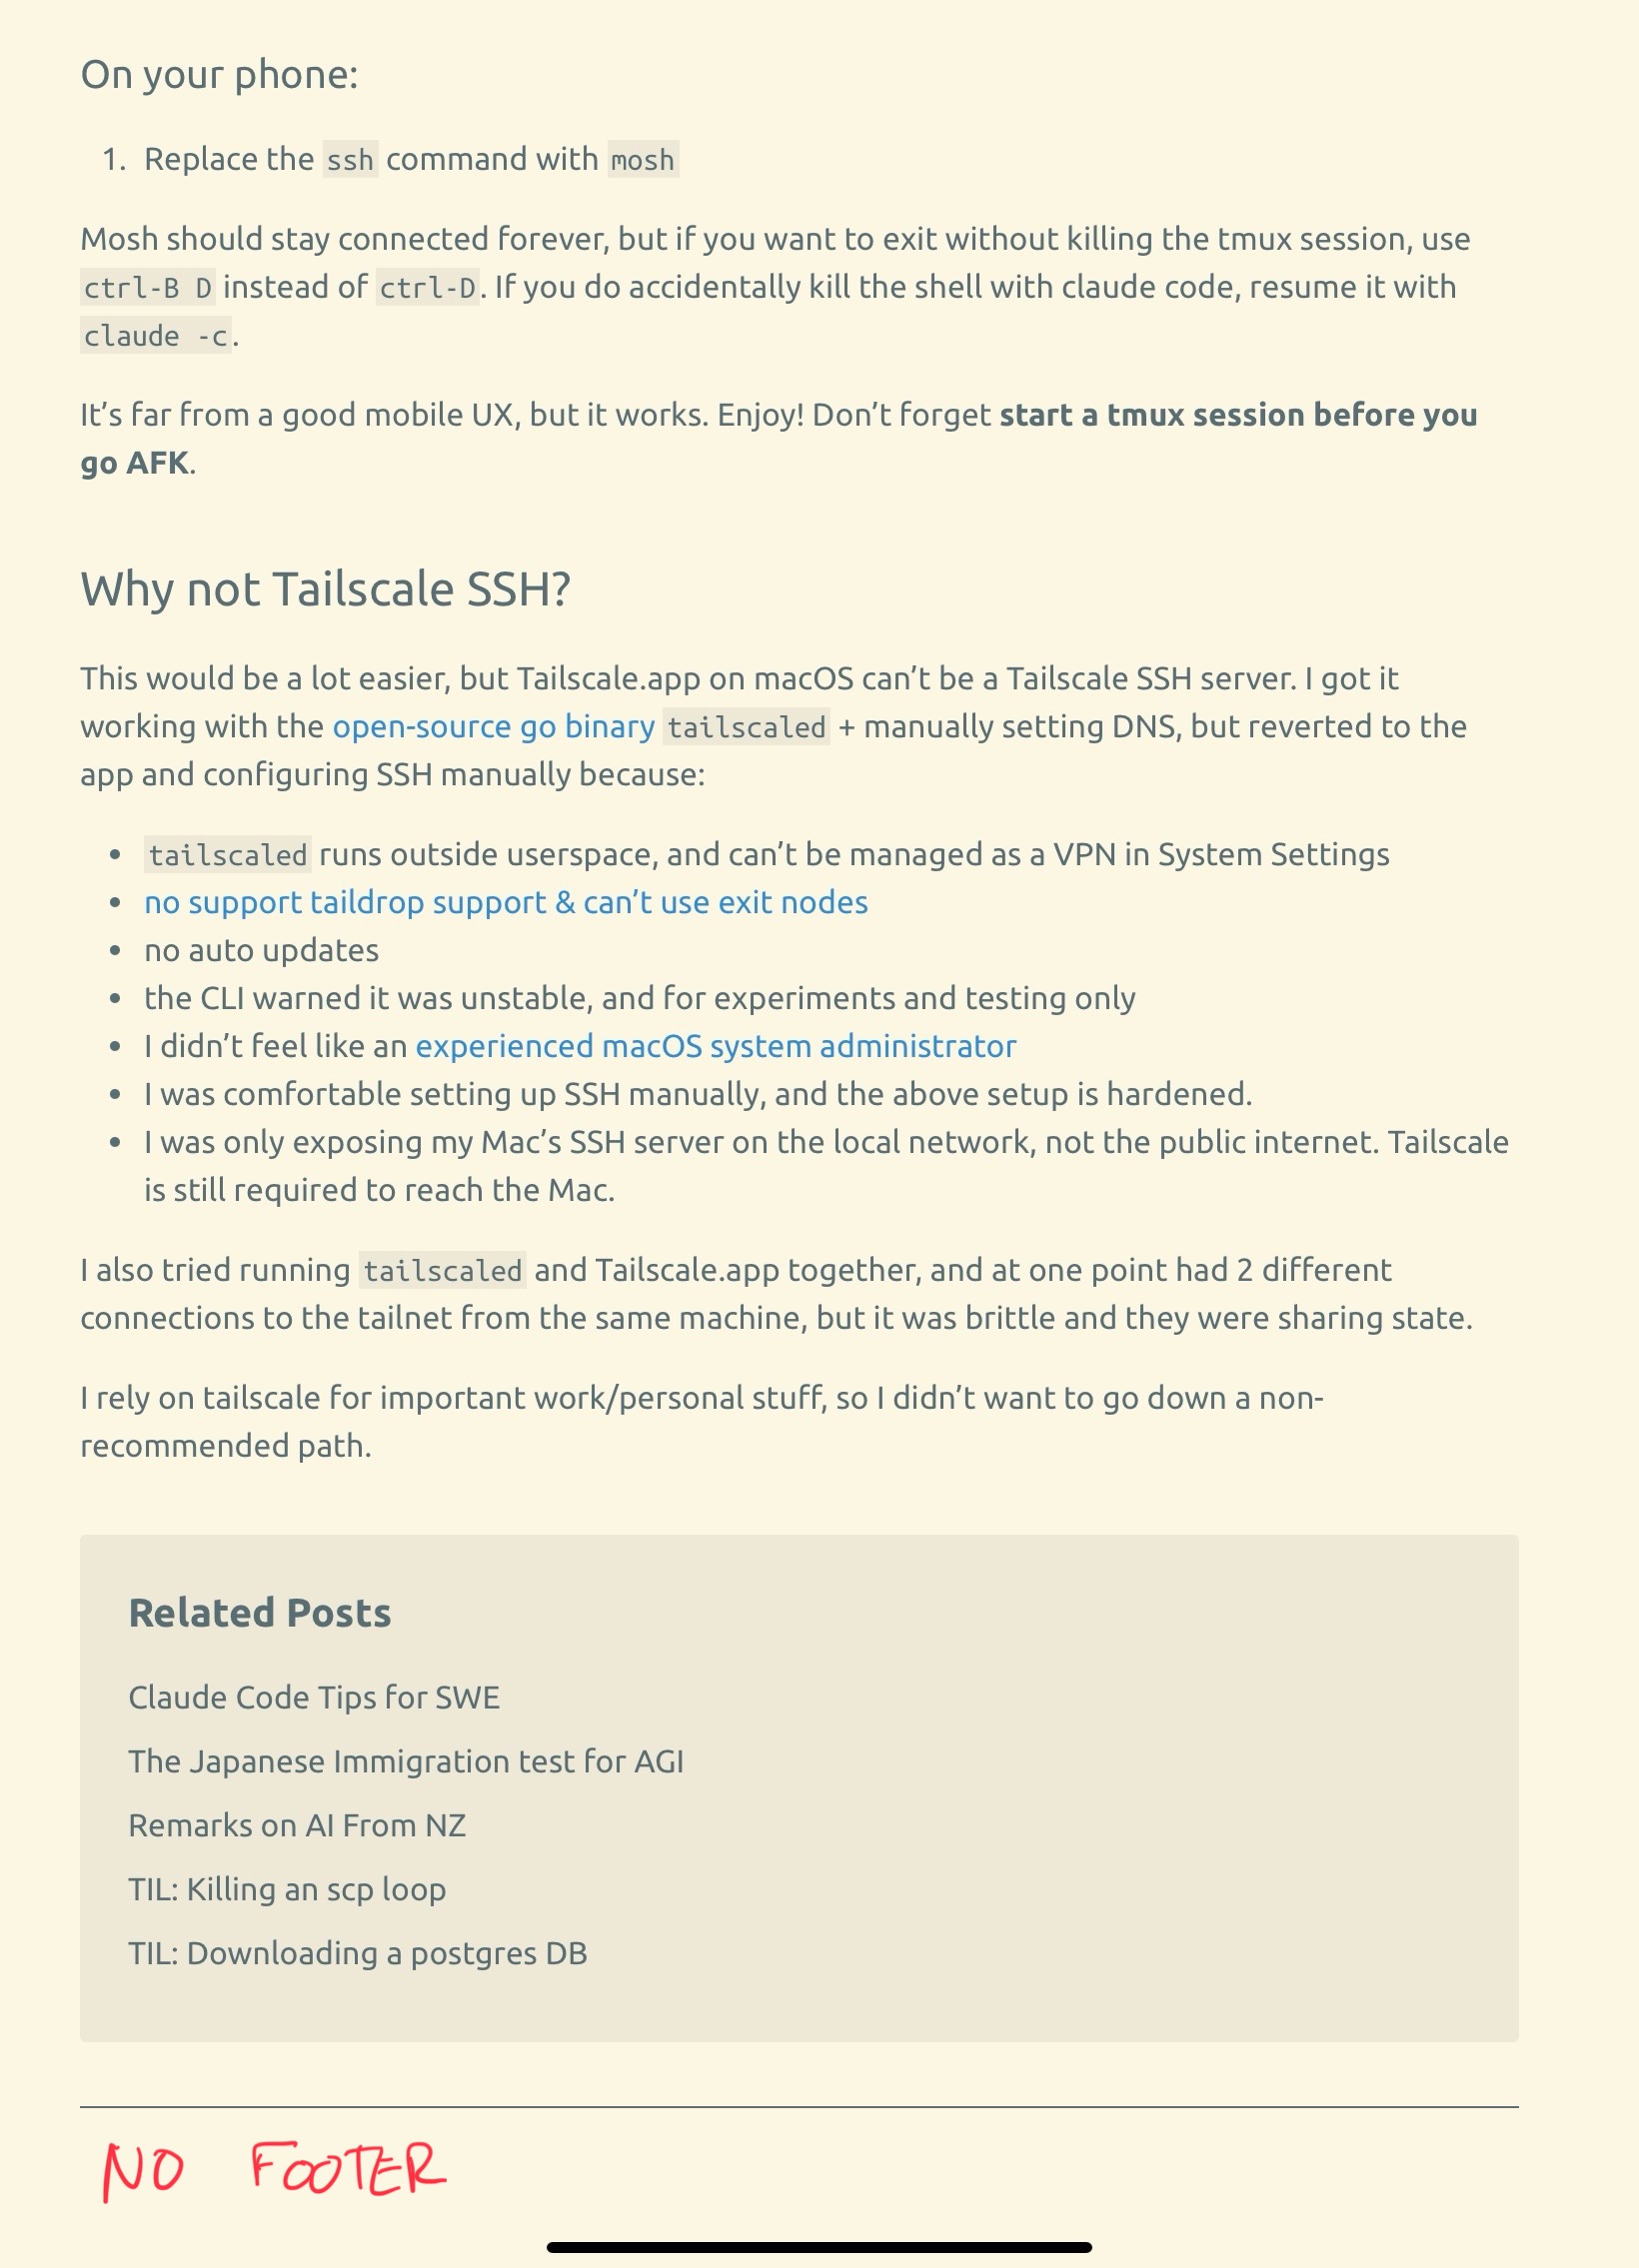 On your phone:
1. Replace the ssh command with mosh
Mosh should stay connected forever, but if you want to exit without killing the tmux session, use
ctrl-B D instead of ctrl-D. If you do accidentally kill the shell with claude code, resume it with
claude -c.
It’s far from a good mobile UX, but it works. Enjoy! Don’t forget start a tmux session before you
go AFK.
Why not Tailscale SSH?
This would be a lot easier, but Tailscale.app on macOS can’t be a Tailscale SSH server. I got it
working with the open-source go binary tailscaled + manually setting DNS, but reverted to the
app and configuring SSH manually because:
• tailscaled runs outside userspace, and can’t be managed as a VPN in System Settings
• no support taildrop support & can’t use exit nodes
• no auto updates
• the CLI warned it was unstable, and for experiments and testing only
• I didn’t feel like an experienced macOS system administrator
• I was comfortable setting up SSH manually, and the above setup is hardened.
• I was only exposing my Mac’s SSH server on the local network, not the public internet. Tailscale
is still required to reach the Mac.
I also tried running tailscaled and Tailscale.app together, and at one point had 2 different
connections to the tailnet from the same machine, but it was brittle and they were sharing state.
I rely on tailscale for important work/personal stuff, so I didn’t want to go down a non-
recommended path.
Related Posts
Claude Code Tips for SWE
The Japanese Immigration test for AGI
Remarks on AI From NZ
TIL: Killing an scp loop
TIL: Downloading a postgres DB
NO FOOTER